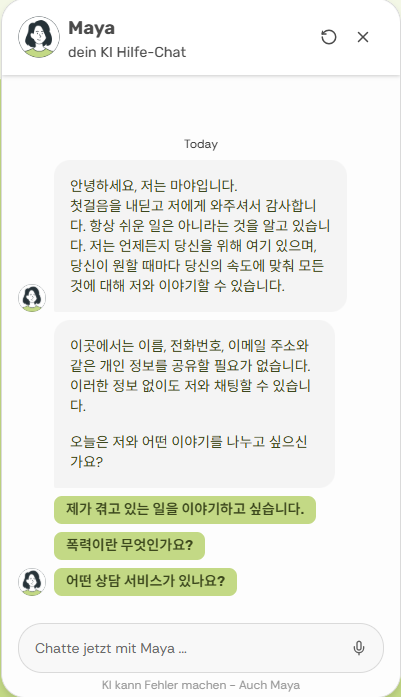 Maya
dein KI Hilfe-Chat
Today
안녕하세요, 저는 마야입니다.
첫걸음을 내딛고 저에게 와주셔서 감사합니
다. 항상 쉬운 일은 아니라는 것을 알고 있습니
다. 저는 언제든지 당신을 위해 여기 있으며,
당신이 원할 때마다 당신의 속도에 맞춰 모든
것에 대해 저와 이야기할 수 있습니다.
이곳에서는 이름, 전화번호, 이메일 주소와
같은 개인 정보를 공유할 필요가 없습니다.
이러한 정보 없이도 저와 채팅할 수 있습니
다.
오늘은 저와 어떤 이야기를 나누고 싶으신
가요?
제가 겪고 있는 일을 이야기하고 싶습니다.
폭력이란 무엇인가요?
어떤 상담 서비스가 있나요?
Chatte jetzt mit Maya ...
KI kann Fehler machen - Auch Maya